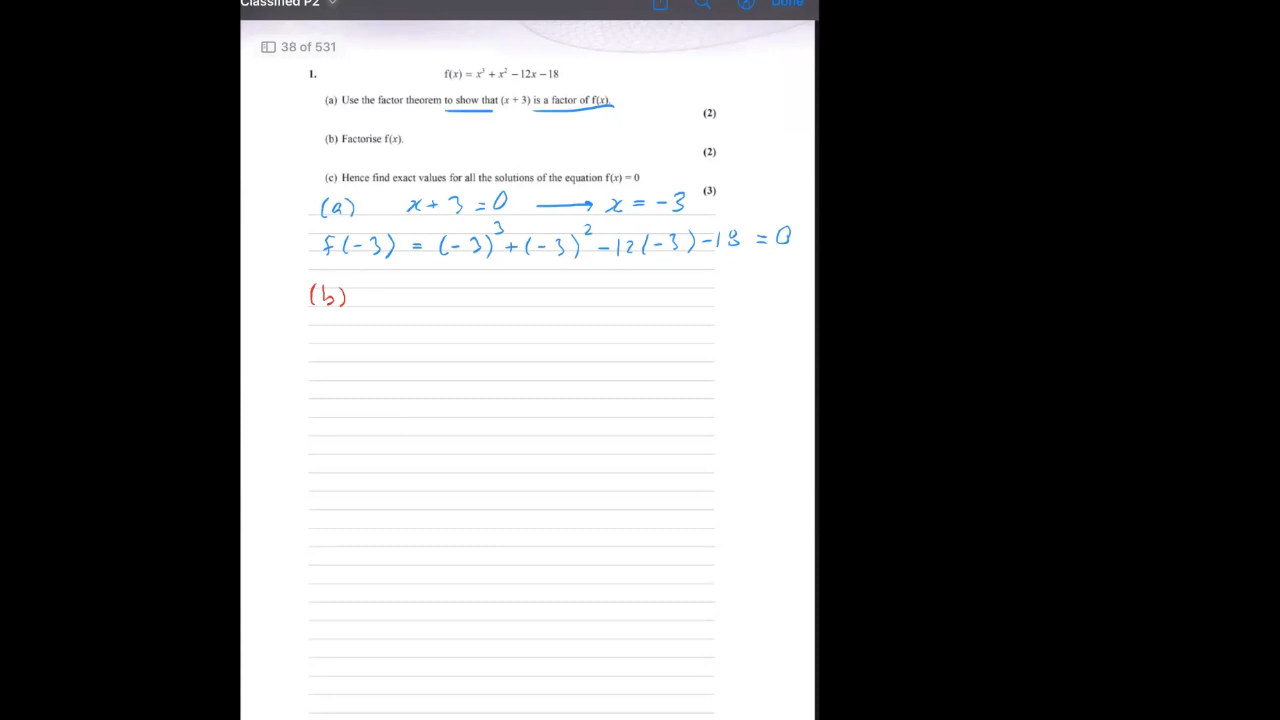 Classified P2
Done
38 of 531
1. f(x) = x³ + x² − 12x − 18
(a) Use the factor theorem to show that (x + 3) is a factor of f(x).
(2)
(b) Factorise f(x).
(2)
(c) Hence find exact values for all the solutions of the equation f(x) = 0
(3)
(a) x + 3 = 0 → x = −3
f(−3) = (−3)³ + (−3)² − 12(−3) − 18 = 0
(b)